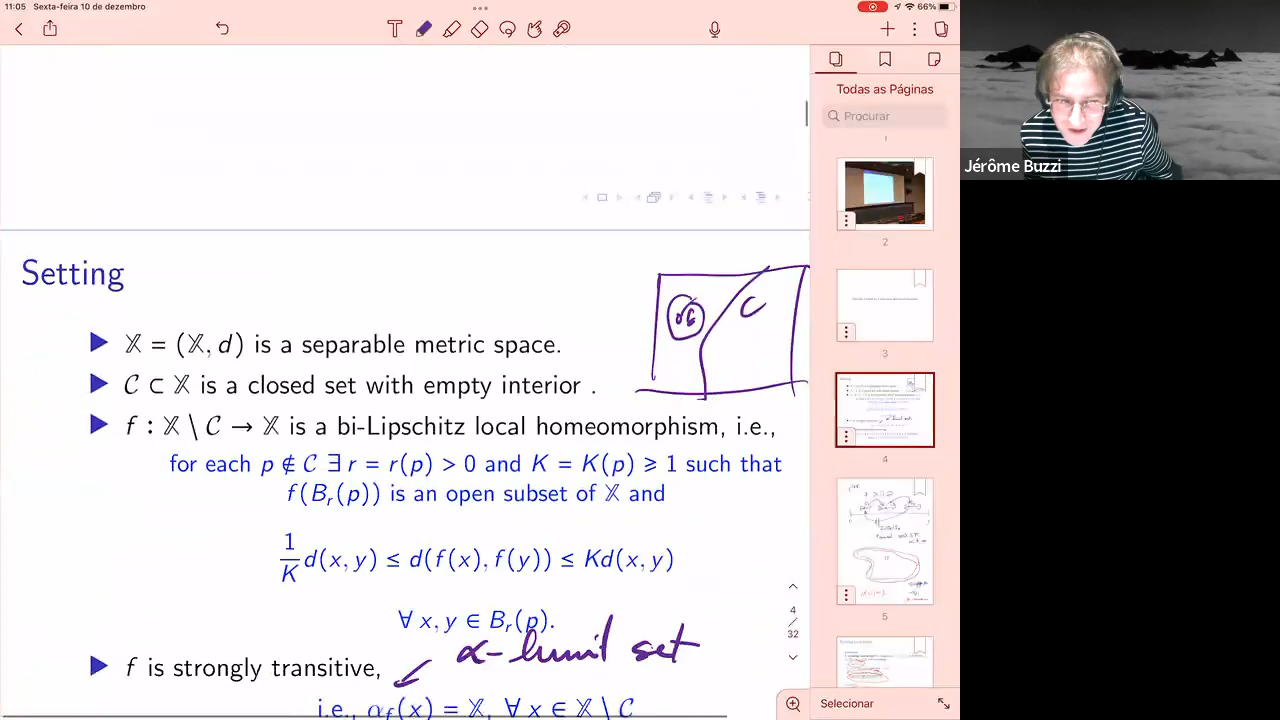 11:05 Sexta-feira 10 de dezembro
66%
Todas as Páginas
Procurar
1
2
3
4
5
Selecionar
Jérôme Buzzi
Setting
C
▶ 𝕏 = (𝕏, d) is a separable metric space.
▶ 𝒞 ⊂ 𝕏 is a closed set with empty interior .
▶ f : 𝕏 \ 𝒞 → 𝕏 is a bi-Lipschitz local homeomorphism, i.e.,
for each p ∉ 𝒞 ∃ r = r(p) > 0 and K = K(p) ⩾ 1 such that
f(B_r(p)) is an open subset of 𝕏 and
1/K d(x, y) ≤ d(f(x), f(y)) ≤ Kd(x, y)
∀ x, y ∈ B_r(p).
α-limit set
▶ f is strongly transitive,
i.e., α_f(x) = 𝕏, ∀ x ∈ 𝕏 \ 𝒞
4
/
32